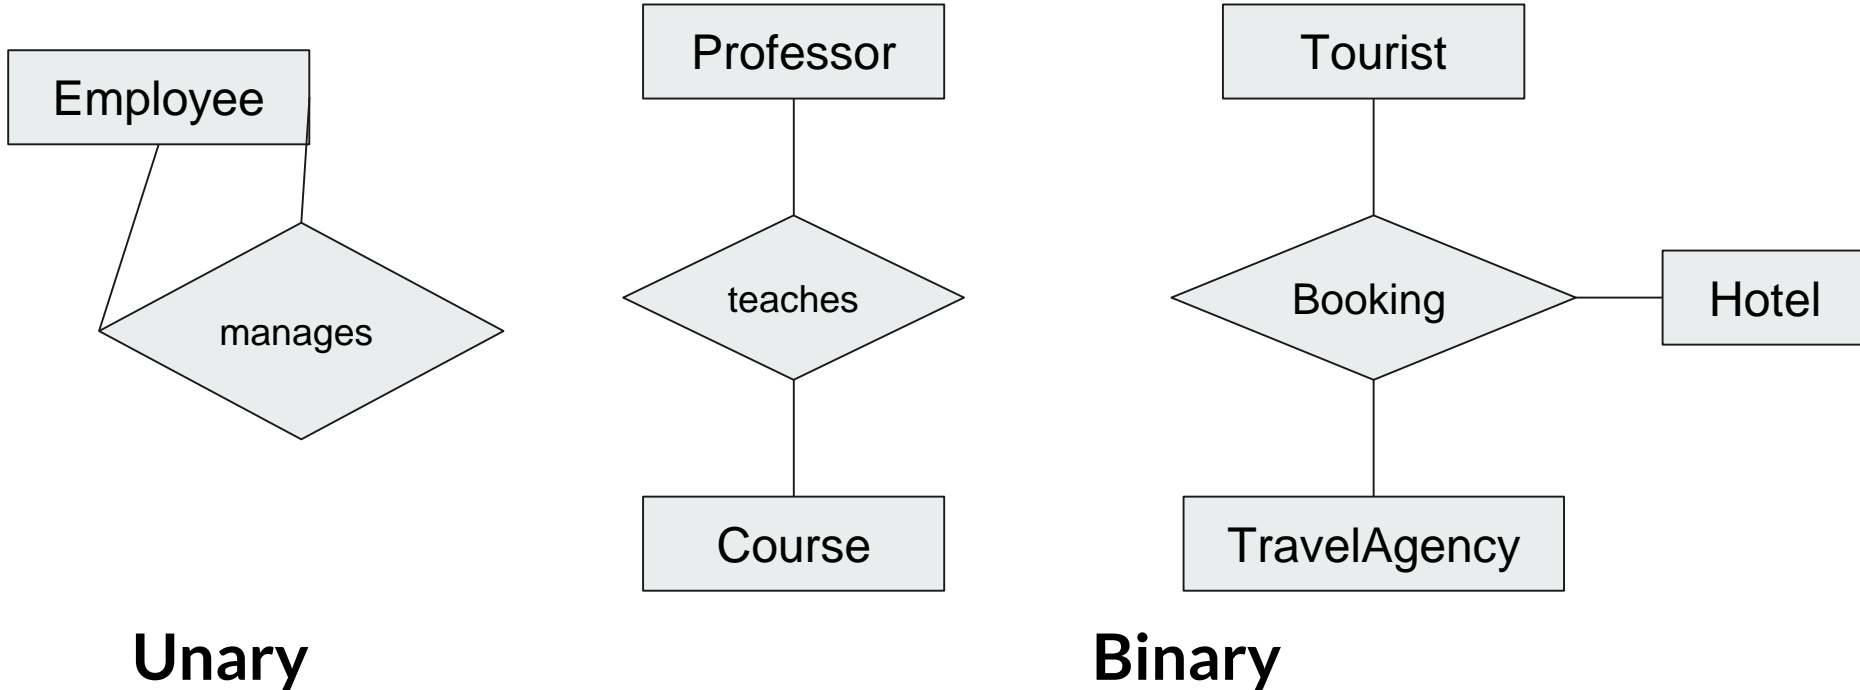 Employee
manages
Professor
teaches
Course
Tourist
Booking
Hotel
TravelAgency
Unary
Binary